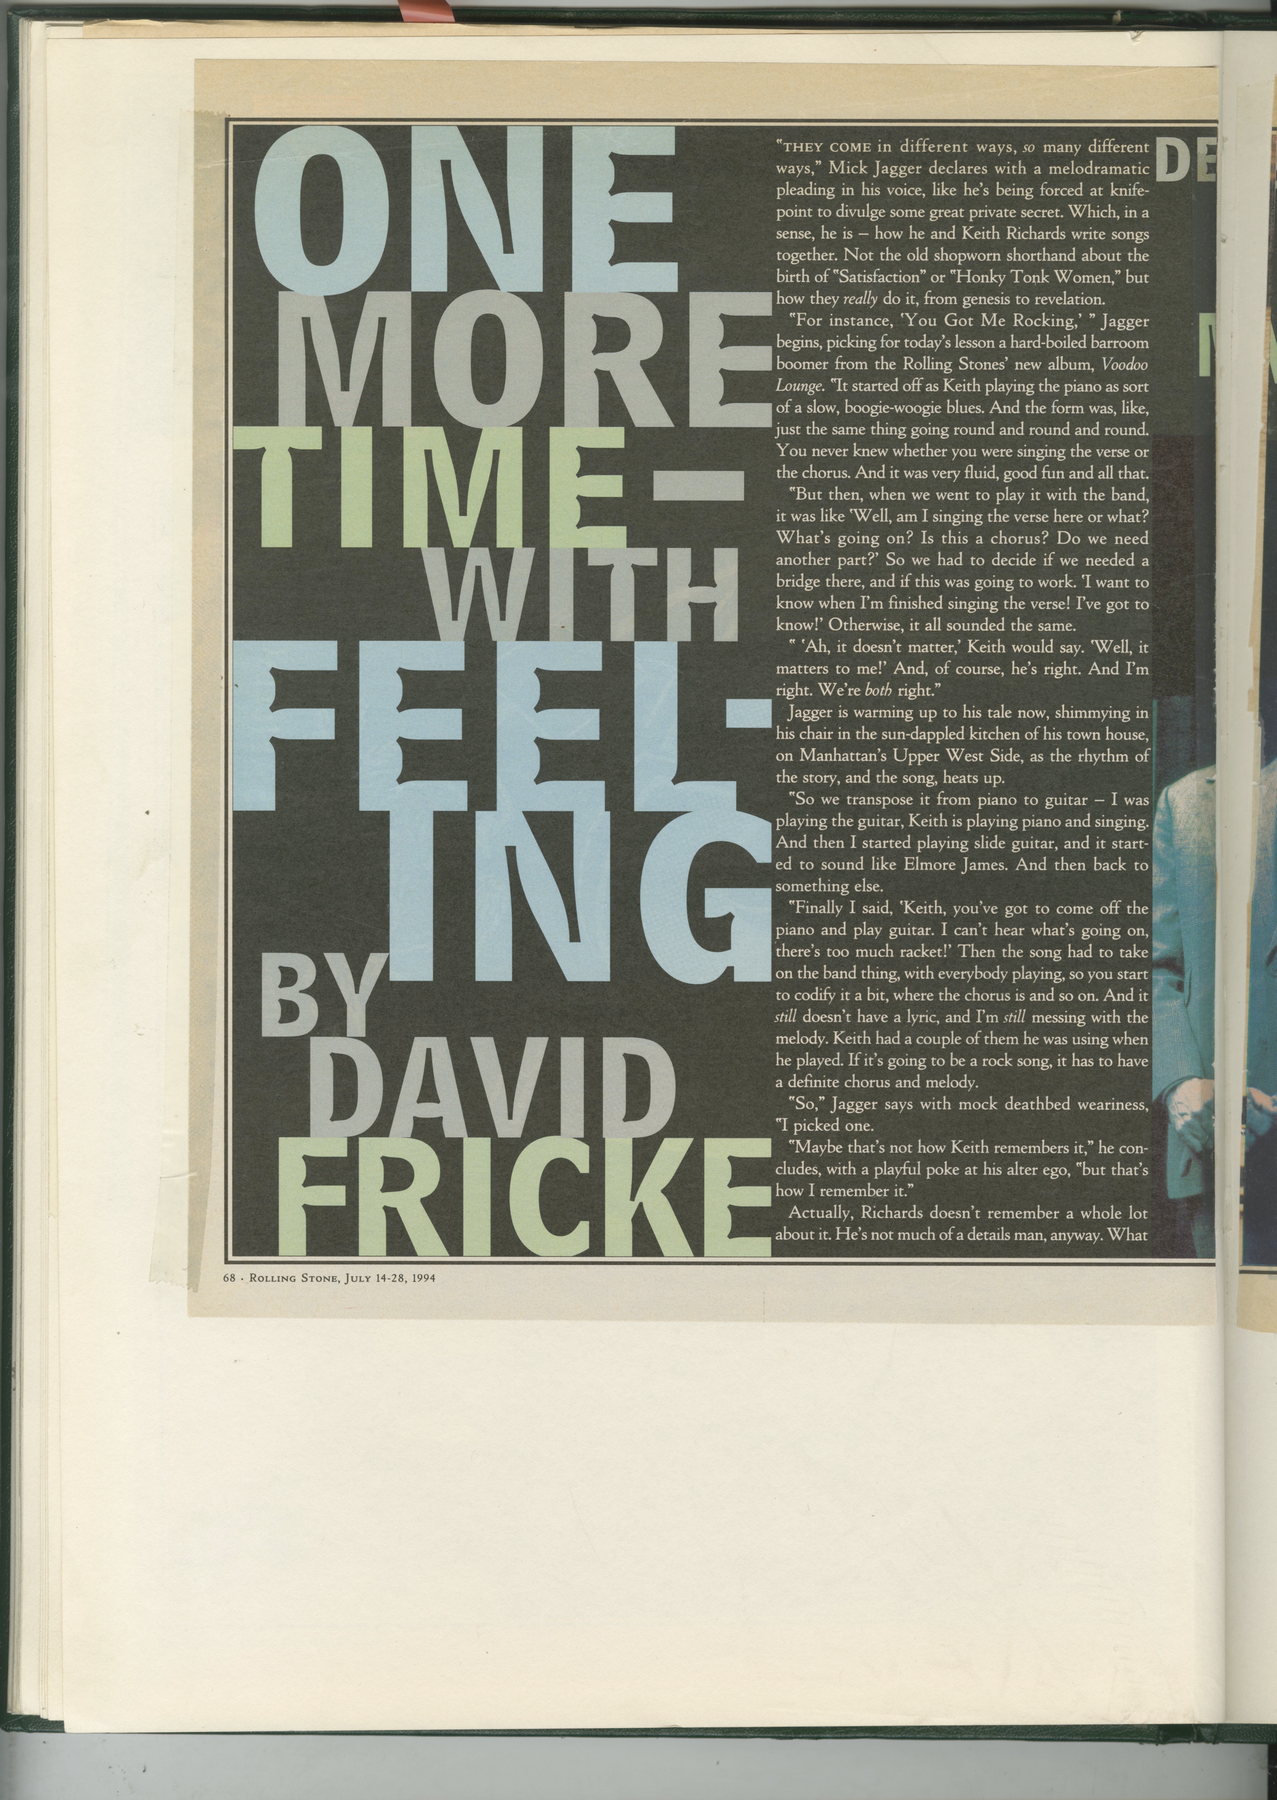 ONE
MORE
TIME—
WITH
FEEL-
ING
BY
DAVID
FRICKE
"THEY COME in different ways, so many different
ways," Mick Jagger declares with a melodramatic
pleading in his voice, like he's being forced at knife-
point to divulge some great private secret. Which, in a
sense, he is – how he and Keith Richards write songs
together. Not the old shopworn shorthand about the
birth of "Satisfaction" or "Honky Tonk Women," but
how they really do it, from genesis to revelation.
"For instance, 'You Got Me Rocking,' " Jagger
begins, picking for today's lesson a hard-boiled barroom
boomer from the Rolling Stones' new album, Voodoo
Lounge. "It started off as Keith playing the piano as sort
of a slow, boogie-woogie blues. And the form was, like,
just the same thing going round and round and round.
You never knew whether you were singing the verse or
the chorus. And it was very fluid, good fun and all that.
"But then, when we went to play it with the band,
it was like 'Well, am I singing the verse here or what?
What's going on? Is this a chorus? Do we need
another part?' So we had to decide if we needed a
bridge there, and if this was going to work. 'I want to
know when I'm finished singing the verse! I've got to
know!' Otherwise, it all sounded the same.
" 'Ah, it doesn't matter,' Keith would say. 'Well, it
matters to me!' And, of course, he's right. And I'm
right. We're both right."
Jagger is warming up to his tale now, shimmying in
his chair in the sun-dappled kitchen of his town house,
on Manhattan's Upper West Side, as the rhythm of
the story, and the song, heats up.
"So we transpose it from piano to guitar – I was
playing the guitar, Keith is playing piano and singing.
And then I started playing slide guitar, and it start-
ed to sound like Elmore James. And then back to
something else.
"Finally I said, 'Keith, you've got to come off the
piano and play guitar. I can't hear what's going on,
there's too much racket!' Then the song had to take
on the band thing, with everybody playing, so you start
to codify it a bit, where the chorus is and so on. And it
still doesn't have a lyric, and I'm still messing with the
melody. Keith had a couple of them he was using when
he played. If it's going to be a rock song, it has to have
a definite chorus and melody.
"So," Jagger says with mock deathbed weariness,
"I picked one.
"Maybe that's not how Keith remembers it," he con-
cludes, with a playful poke at his alter ego, "but that's
how I remember it."
Actually, Richards doesn't remember a whole lot
about it. He's not much of a details man, anyway. What
DE
68 · ROLLING STONE, JULY 14-28, 1994